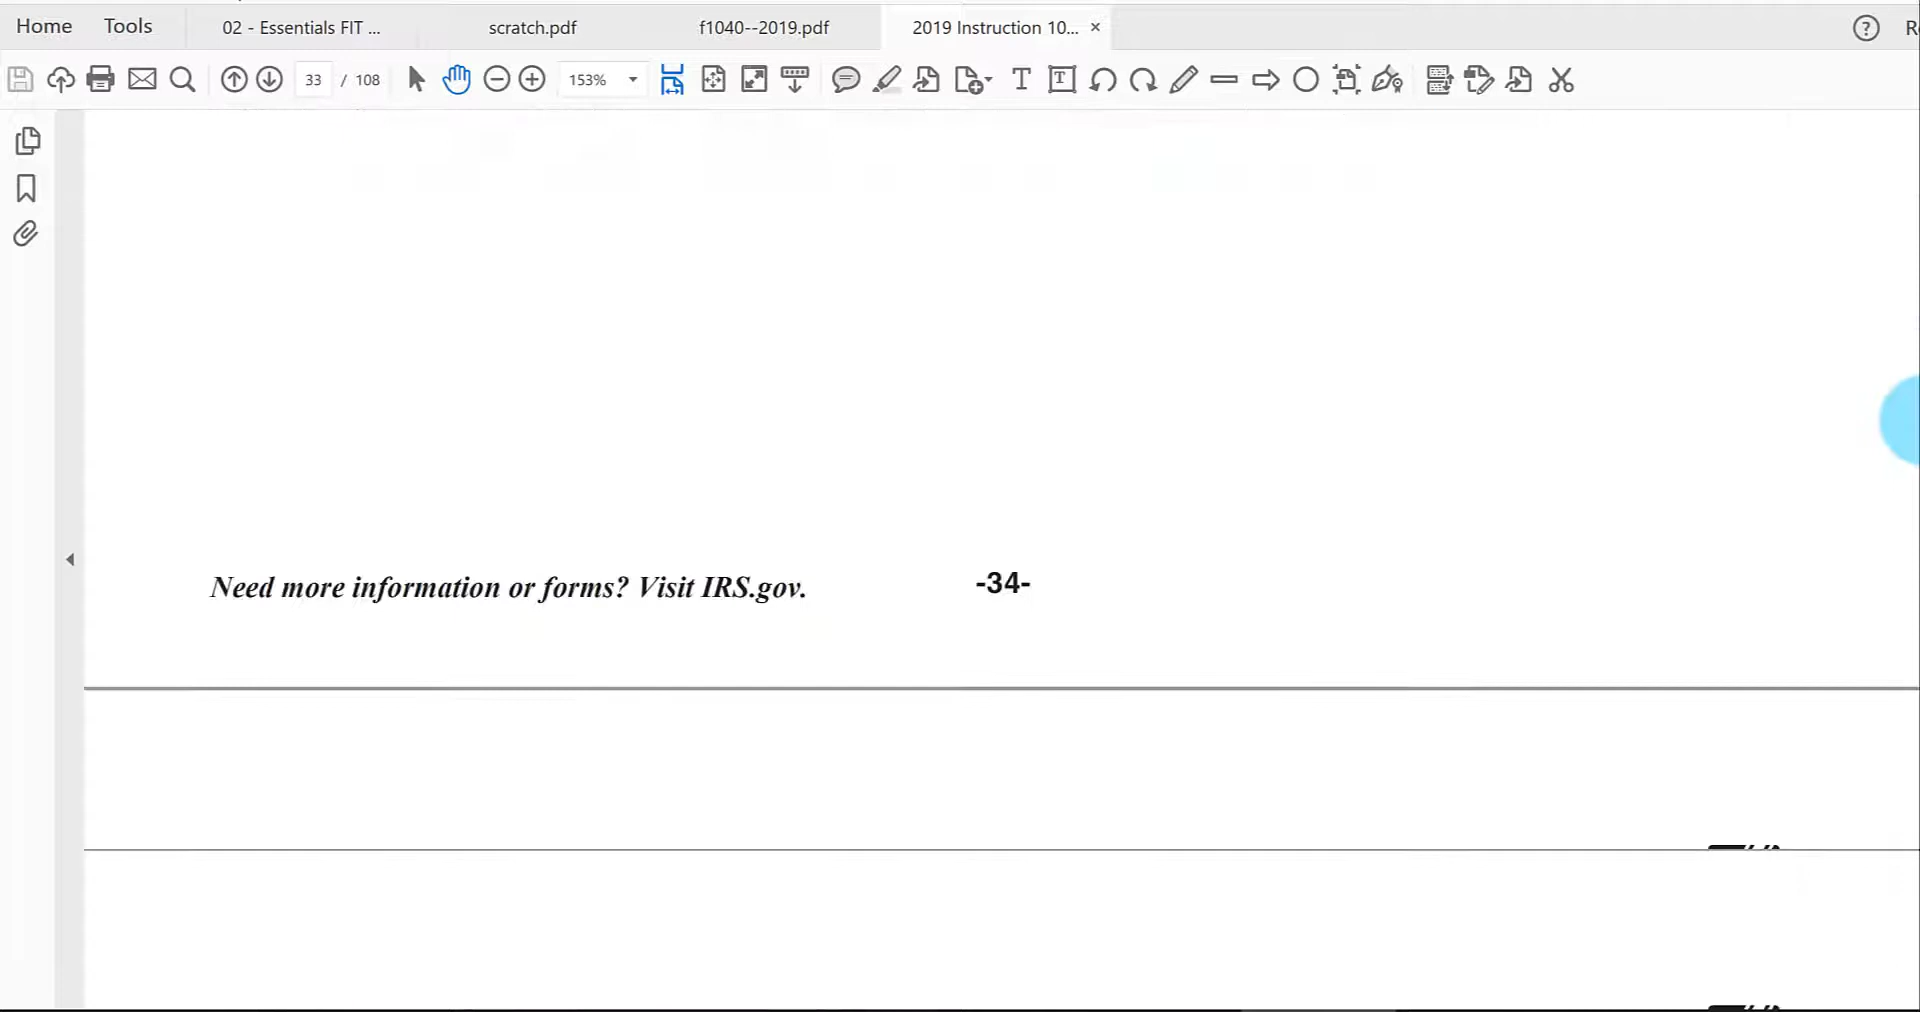 Home Tools 02 - Essentials FIT ... scratch.pdf f1040--2019.pdf 2019 Instruction 10... ×
33 / 108 153%
Need more information or forms? Visit IRS.gov. -34-